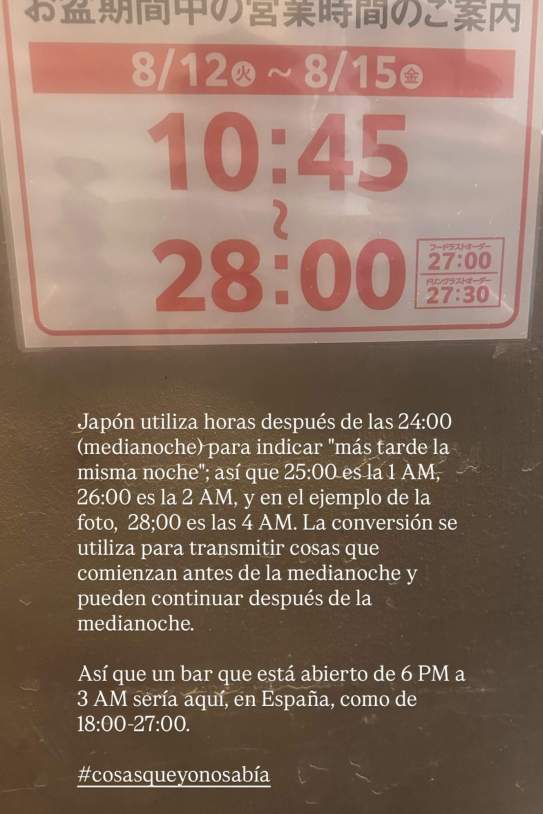 お盆期間中の営業時間のご案内
8/12火 ~ 8/15金
10:45
~
28:00
フードラストオーダー
27:00
ドリンクラストオーダー
27:30
Japón utiliza horas después de las 24:00
(medianoche) para indicar "más tarde la
misma noche"; así que 25:00 es la 1 AM,
26:00 es la 2 AM, y en el ejemplo de la
foto,  28;00 es las 4 AM. La conversión se
utiliza para transmitir cosas que
comienzan antes de la medianoche y
pueden continuar después de la
medianoche.
Así que un bar que está abierto de 6 PM a
3 AM sería aquí, en España, como de
18:00-27:00.
#cosasqueyonosabía